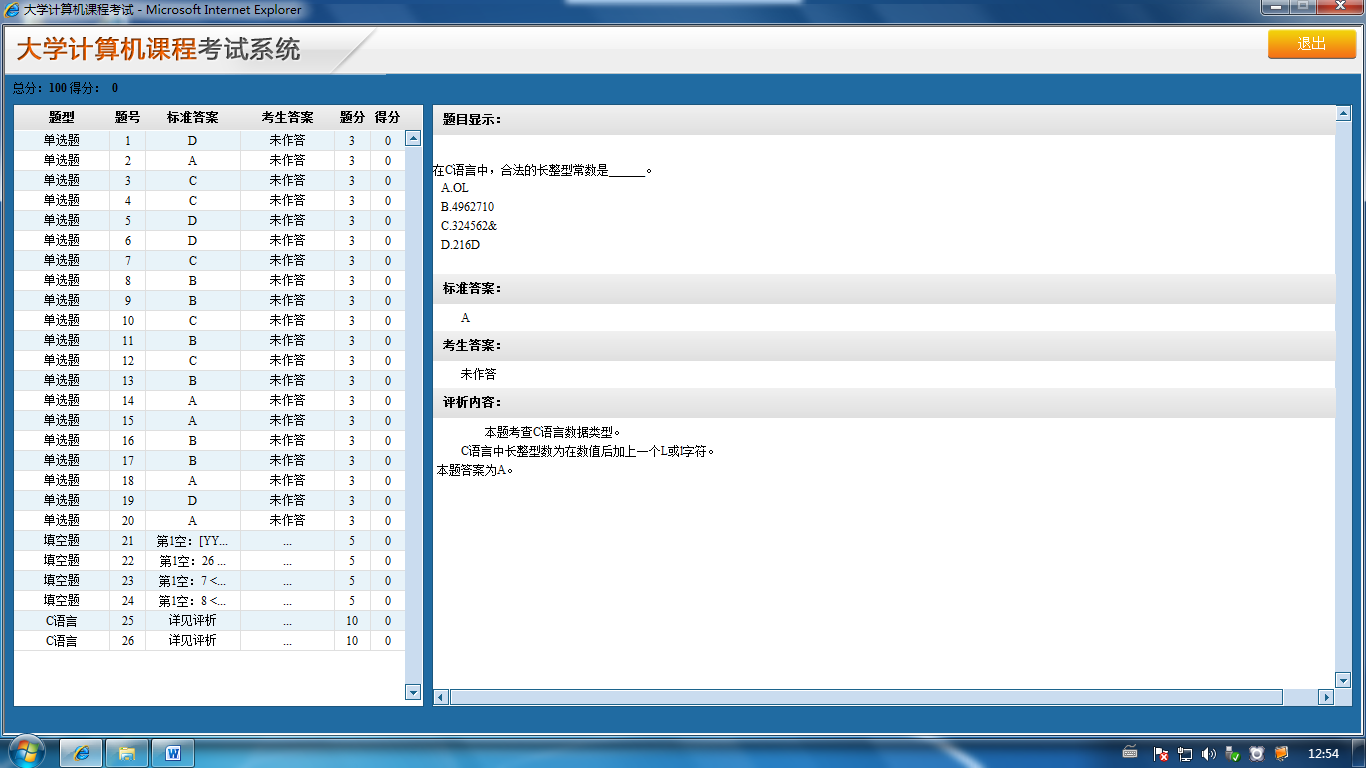 大学计算机课程考试 - Microsoft Internet Explorer
大学计算机课程考试系统
退出
总分：100 得分： 0
题型 题号 标准答案 考生答案 题分 得分
单选题 1 D 未作答 3 0
单选题 2 A 未作答 3 0
单选题 3 C 未作答 3 0
单选题 4 C 未作答 3 0
单选题 5 D 未作答 3 0
单选题 6 D 未作答 3 0
单选题 7 C 未作答 3 0
单选题 8 B 未作答 3 0
单选题 9 B 未作答 3 0
单选题 10 C 未作答 3 0
单选题 11 B 未作答 3 0
单选题 12 C 未作答 3 0
单选题 13 B 未作答 3 0
单选题 14 A 未作答 3 0
单选题 15 A 未作答 3 0
单选题 16 B 未作答 3 0
单选题 17 B 未作答 3 0
单选题 18 A 未作答 3 0
单选题 19 D 未作答 3 0
单选题 20 A 未作答 3 0
填空题 21 第1空：[YY... ... 5 0
填空题 22 第1空：26 ... ... 5 0
填空题 23 第1空：7 <... ... 5 0
填空题 24 第1空：8 <... ... 5 0
C语言 25 详见评析 ... 10 0
C语言 26 详见评析 ... 10 0
题目显示：
在C语言中，合法的长整型常数是______。
A.OL
B.4962710
C.324562&
D.216D
标准答案：
A
考生答案：
未作答
评析内容：
本题考查C语言数据类型。
C语言中长整型数为在数值后加上一个L或l字符。
本题答案为A。
12:54